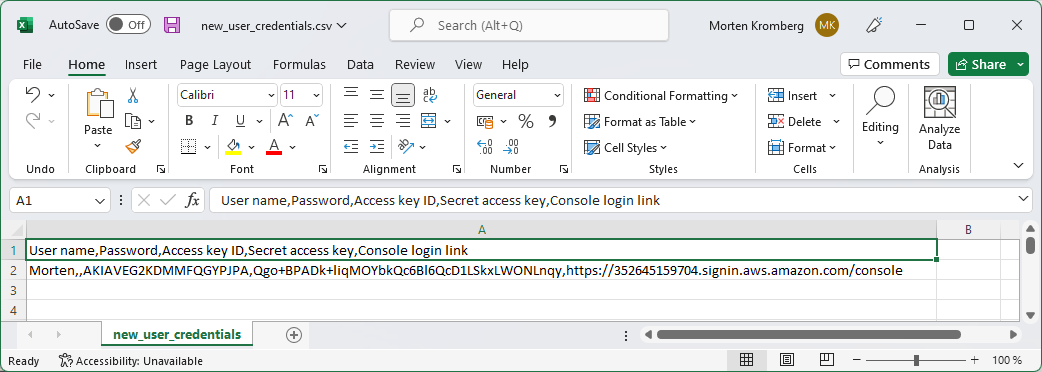 AutoSave Off new_user_credentials.csv Search (Alt+Q) Morten Kromberg MK
File Home Insert Page Layout Formulas Data Review View Help Comments Share
Paste Calibri 11 B I U A A A ab c General % 9 .00 .0 Conditional Formatting Format as Table Cell Styles Insert Delete Format Editing Analyze Data
Undo Clipboard Font Alignment Number Styles Cells Analysis
A1 fx User name,Password,Access key ID,Secret access key,Console login link
A B
1 User name,Password,Access key ID,Secret access key,Console login link
2 Morten,,AKIAVEG2KDMMFQGYPJPA,https://352645159704.signin.aws.amazon.com/console
3
4
new_user_credentials
Ready Accessibility: Unavailable 100 %